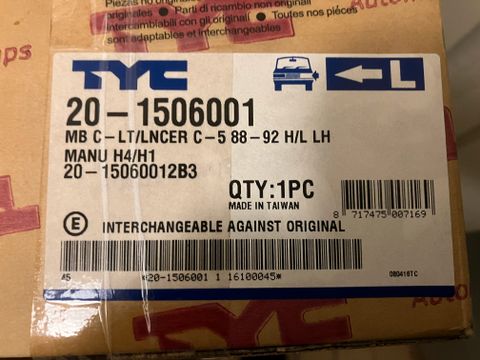 Piezas no originales
originales • Parti di ricambio non originali
intercambiabili con gli originali • Toutes nos pièces
sont adaptables et interchangeables
TYC
L
20-1506001
MB C-LT/LNCER C-5 88-92 H/L LH
MANU H4/H1
20-15060012B3
QTY:1PC
MADE IN TAIWAN
8 717475 007169
E INTERCHANGEABLE AGAINST ORIGINAL
45 *20-1506001 1 16100045* 080416TC
TYC